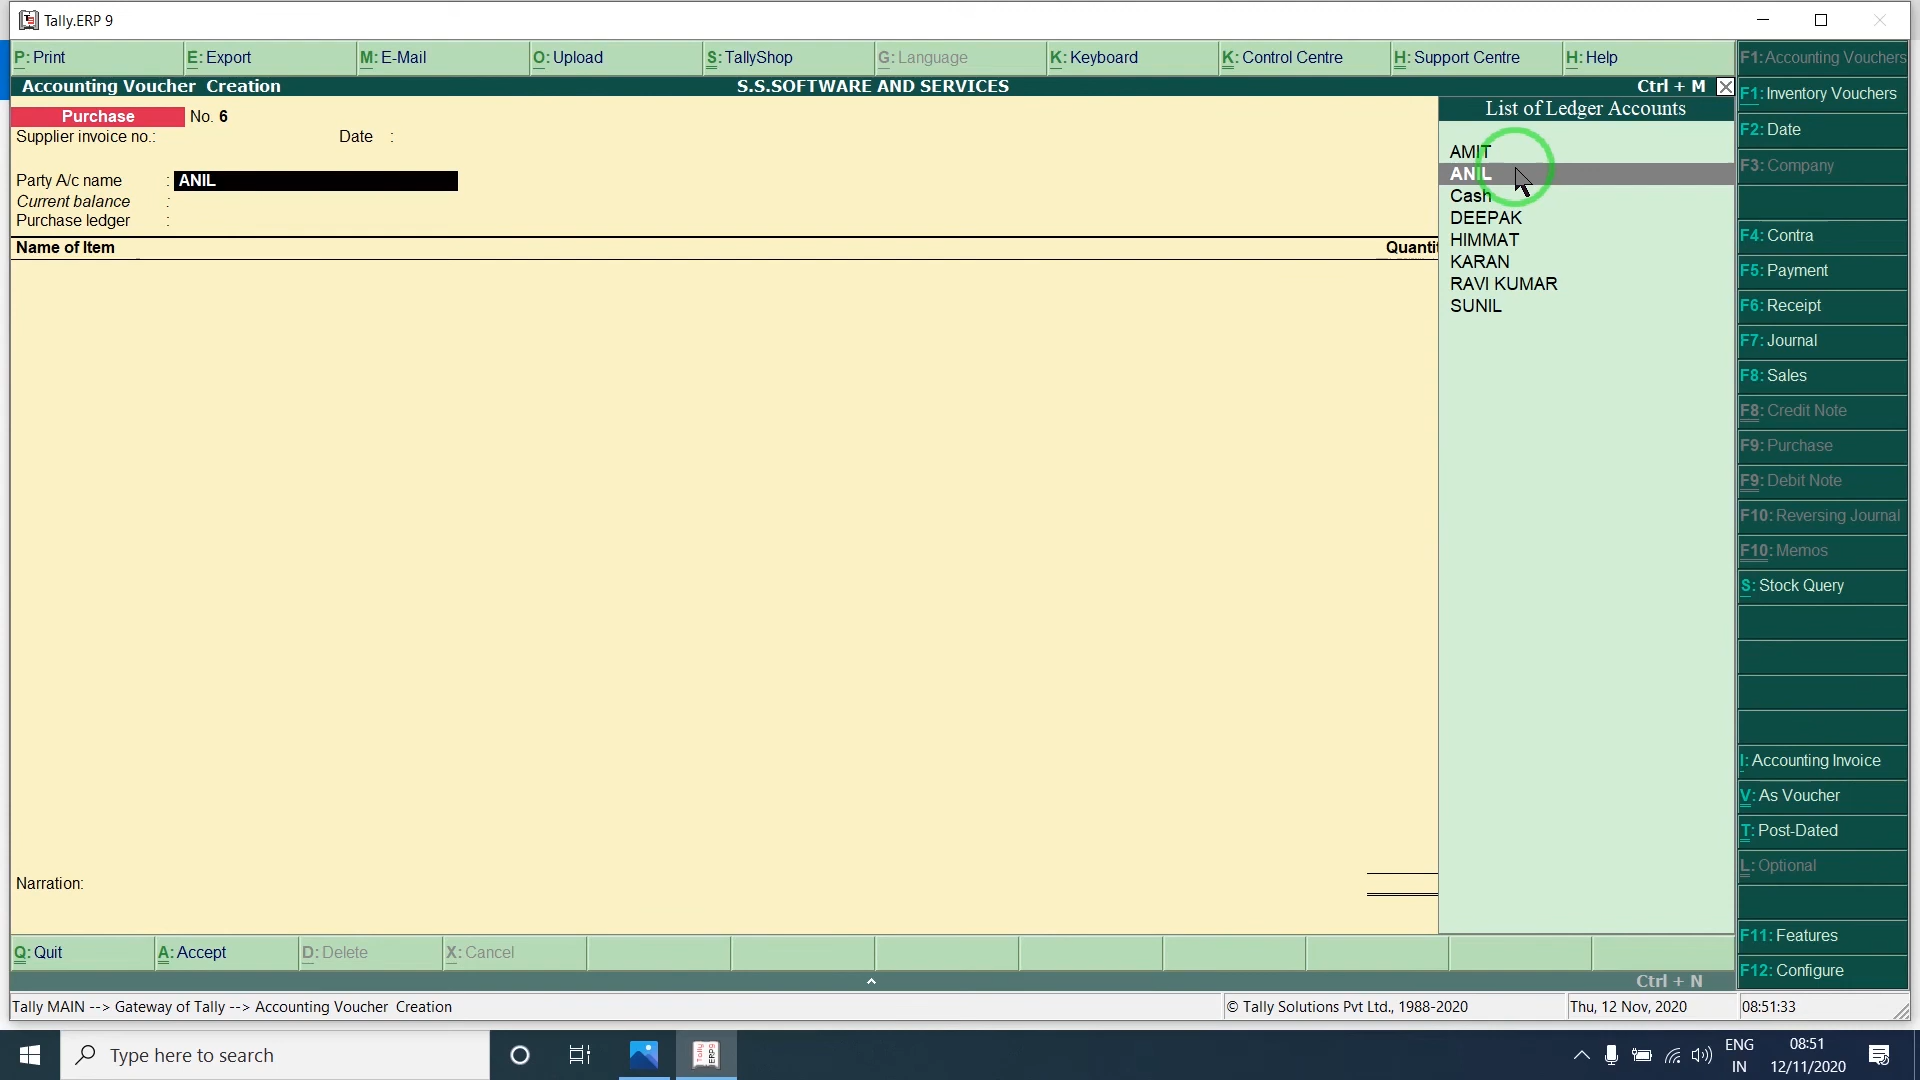 Tally.ERP 9
P: Print
E: Export
M: E-Mail
O: Upload
S: TallyShop
G: Language
K: Keyboard
K: Control Centre
H: Support Centre
H: Help
Accounting Voucher Creation
S.S.SOFTWARE AND SERVICES
Ctrl + M
Purchase No. 6
Supplier invoice no.:
Date :
Party A/c name : ANIL
Current balance :
Purchase ledger :
Name of Item
Quantit
List of Ledger Accounts
AMIT
ANIL
Cash
DEEPAK
HIMMAT
KARAN
RAVI KUMAR
SUNIL
F1: Accounting Vouchers
F1: Inventory Vouchers
F2: Date
F3: Company
F4: Contra
F5: Payment
F6: Receipt
F7: Journal
F8: Sales
F8: Credit Note
F9: Purchase
F9: Debit Note
F10: Reversing Journal
F10: Memos
S: Stock Query
I: Accounting Invoice
V: As Voucher
T: Post-Dated
L: Optional
F11: Features
F12: Configure
Narration:
Q: Quit
A: Accept
D: Delete
X: Cancel
Ctrl + N
Tally MAIN --> Gateway of Tally --> Accounting Voucher Creation
© Tally Solutions Pvt Ltd., 1988-2020
Thu, 12 Nov, 2020
08:51:33
Type here to search
Tally
ERP9
ENG
IN
08:51
12/11/2020